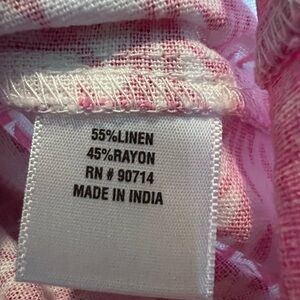 55%LINEN
45%RAYON
RN # 90714
MADE IN INDIA